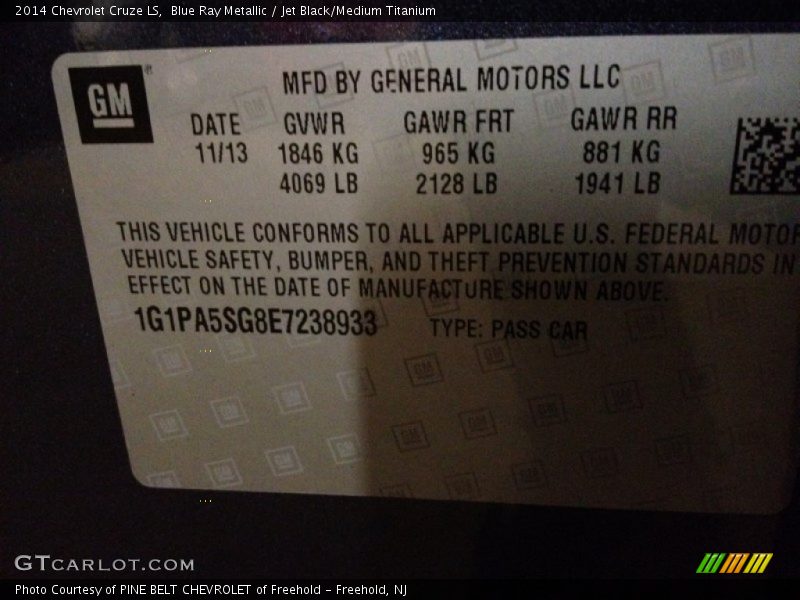 2014 Chevrolet Cruze LS, Blue Ray Metallic / Jet Black/Medium Titanium
GM
MFD BY GENERAL MOTORS LLC
DATE GVWR GAWR FRT GAWR RR
11/13 1846 KG 965 KG 881 KG
4069 LB 2128 LB 1941 LB
THIS VEHICLE CONFORMS TO ALL APPLICABLE U.S. FEDERAL MOTOR
VEHICLE SAFETY, BUMPER, AND THEFT PREVENTION STANDARDS IN
EFFECT ON THE DATE OF MANUFACTURE SHOWN ABOVE.
1G1PA5SG8E7238933 TYPE: PASS CAR
GTCARLOT.COM
Photo Courtesy of PINE BELT CHEVROLET of Freehold - Freehold, NJ